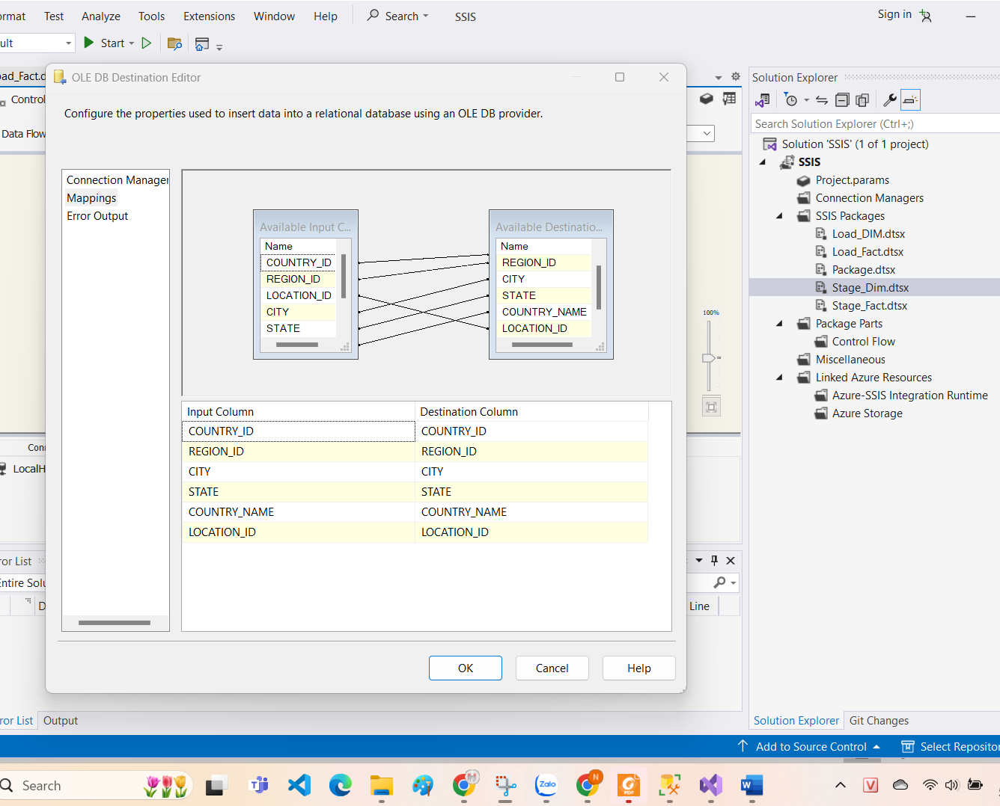 ormat Test Analyze Tools Extensions Window Help Search SSIS Sign in
ult Start
oad_Fact.d
Control
Data Flow
OLE DB Destination Editor
Configure the properties used to insert data into a relational database using an OLE DB provider.
Connection Manager
Mappings
Error Output
Available Input C...
Name
COUNTRY_ID
REGION_ID
LOCATION_ID
CITY
STATE
Available Destinatio...
Name
REGION_ID
CITY
STATE
COUNTRY_NAME
LOCATION_ID
Input Column Destination Column
COUNTRY_ID COUNTRY_ID
REGION_ID REGION_ID
CITY CITY
STATE STATE
COUNTRY_NAME COUNTRY_NAME
LOCATION_ID LOCATION_ID
OK Cancel Help
100%
Con
LocalH
ror List
Entire Solu
D
Line
ror List Output
Solution Explorer
Search Solution Explorer (Ctrl+;)
Solution 'SSIS' (1 of 1 project)
SSIS
Project.params
Connection Managers
SSIS Packages
Load_DIM.dtsx
Load_Fact.dtsx
Package.dtsx
Stage_Dim.dtsx
Stage_Fact.dtsx
Package Parts
Control Flow
Miscellaneous
Linked Azure Resources
Azure-SSIS Integration Runtime
Azure Storage
Solution Explorer Git Changes
Add to Source Control Select Repositor
Search
Zalo
N
PDF
V